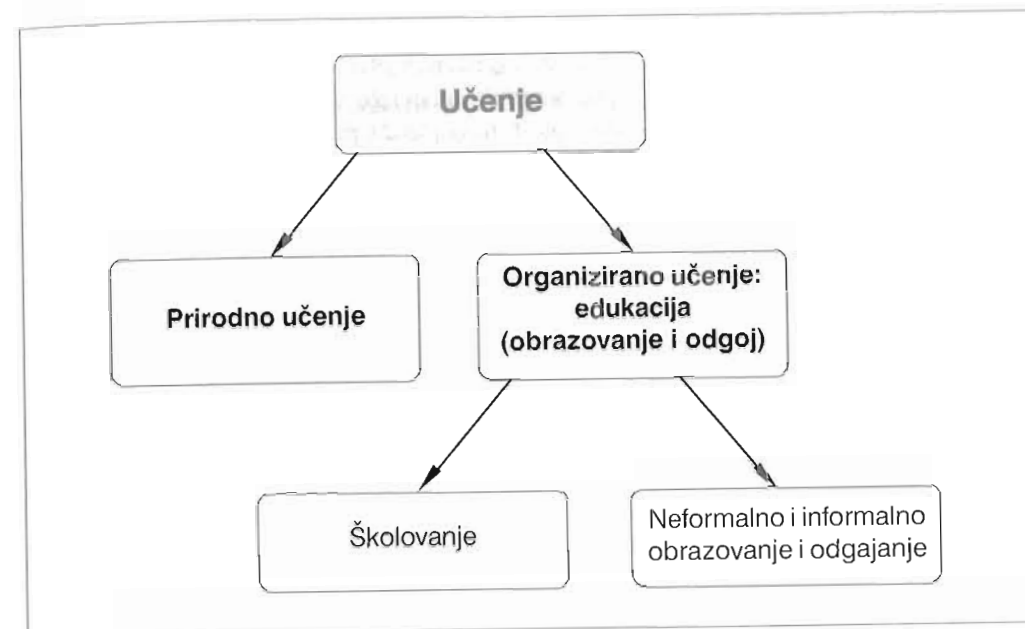 Učenje
Prirodno učenje
Organizirano učenje:
edukacija
(obrazovanje i odgoj)
Školovanje
Neformalno i informalno
obrazovanje i odgajanje